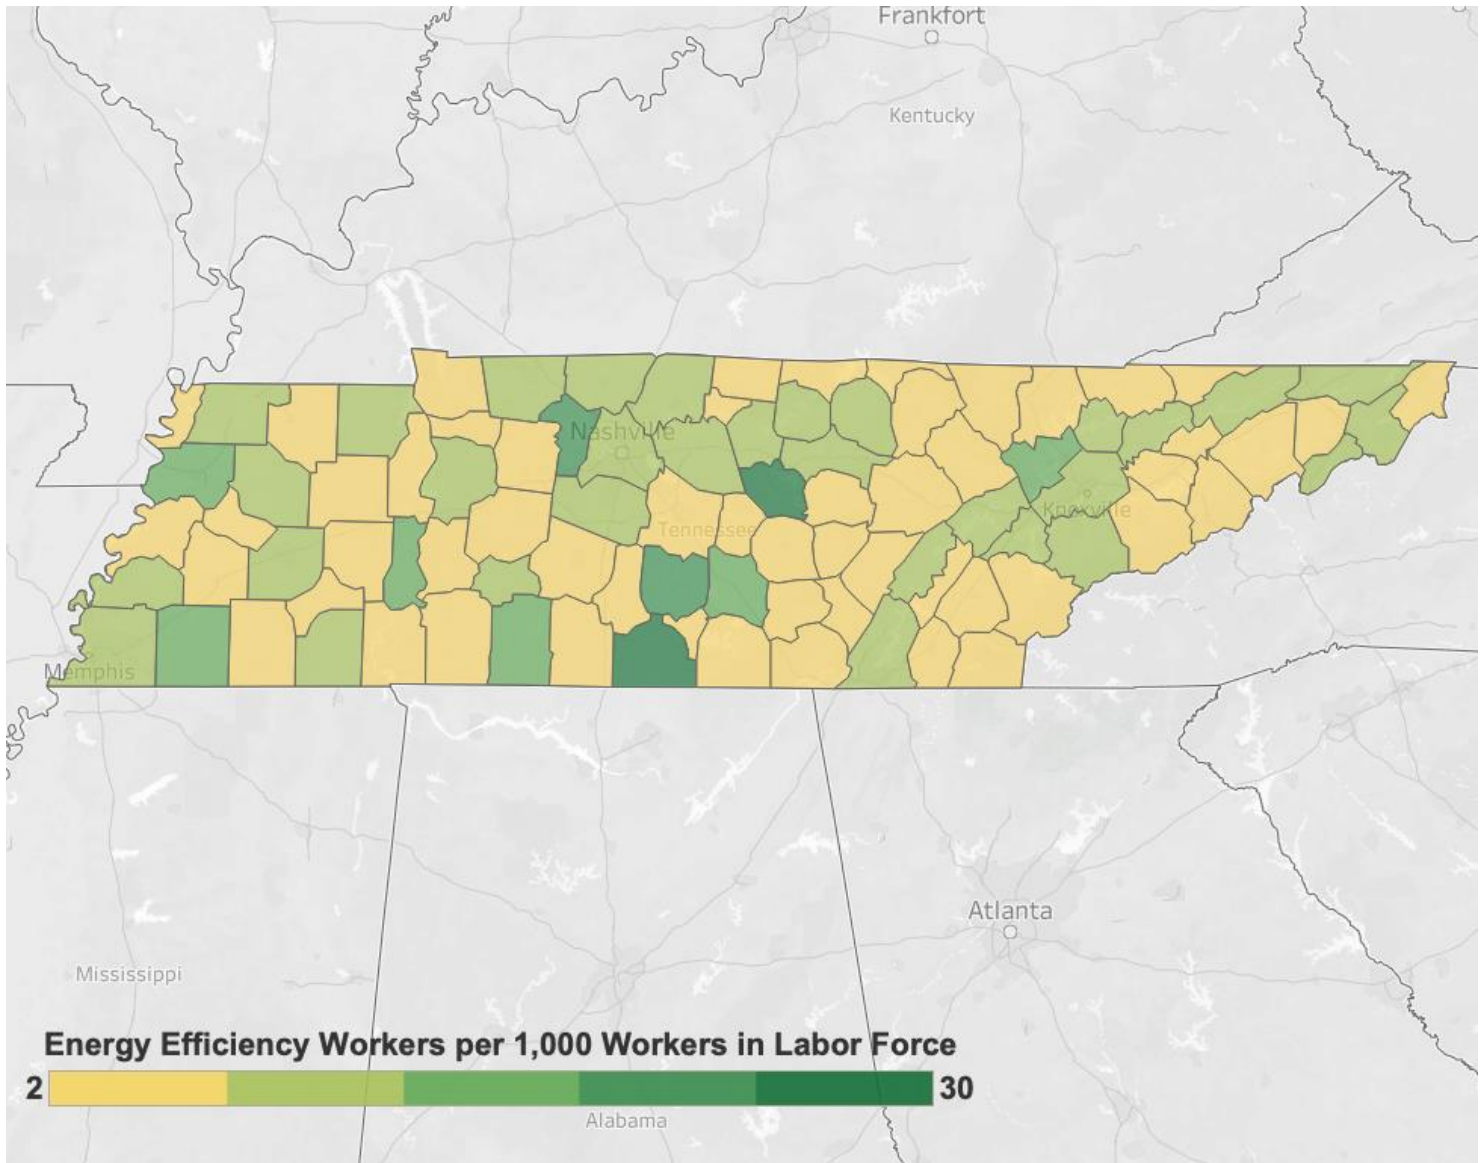 Frankfort
Kentucky
Nashville
Knoxville
Tennessee
Memphis
Atlanta
Mississippi
Energy Efficiency Workers per 1,000 Workers in Labor Force
2 30
Alabama